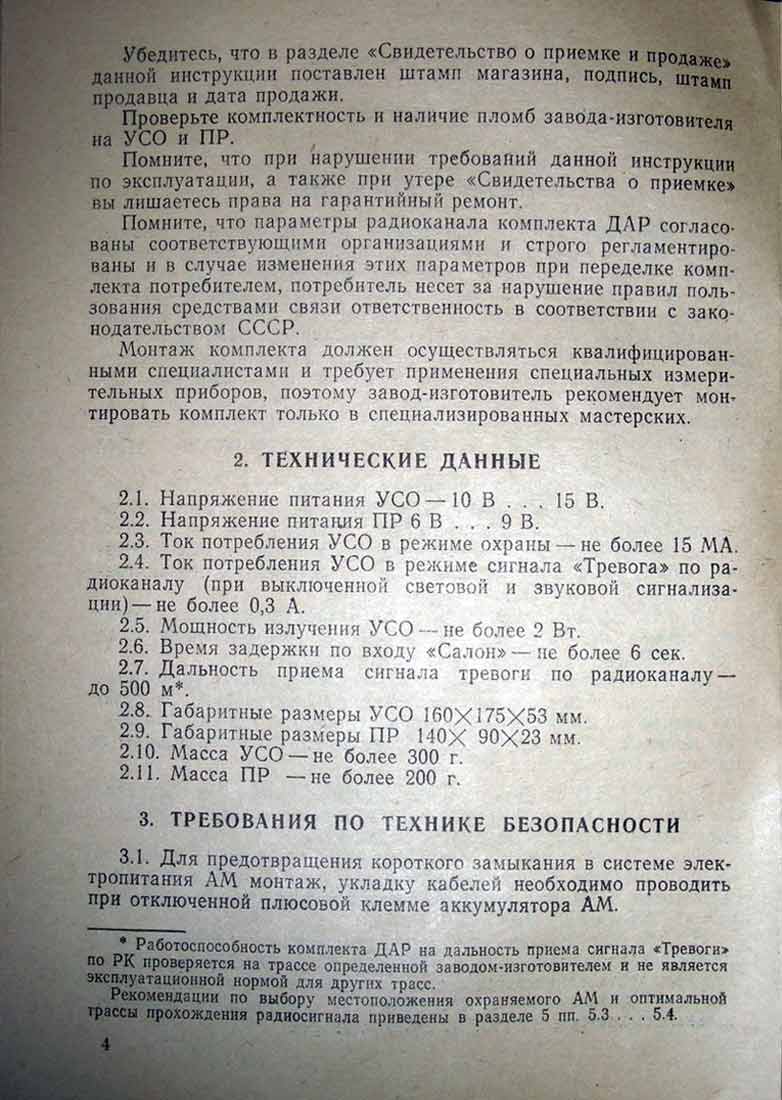 Убедитесь, что в разделе «Свидетельство о приемке и продаже»
данной инструкции поставлен штамп магазина, подпись, штамп
продавца и дата продажи.
Проверьте комплектность и наличие пломб завода-изготовителя
на УСО и ПР.
Помните, что при нарушении требований данной инструкции
по эксплуатации, а также при утере «Свидетельства о приемке»
вы лишаетесь права на гарантийный ремонт.
Помните, что параметры радиоканала комплекта ДАР согласо-
ваны соответствующими организациями и строго регламентиро-
ваны и в случае изменения этих параметров при переделке комп-
лекта потребителем, потребитель несет за нарушение правил поль-
зования средствами связи ответственность в соответствии с зако-
нодательством СССР.
Монтаж комплекта должен осуществляться квалифицирован-
ными специалистами и требует применения специальных измери-
тельных приборов, поэтому завод-изготовитель рекомендует мон-
тировать комплект только в специализированных мастерских.
2. ТЕХНИЧЕСКИЕ ДАННЫЕ
2.1. Напряжение питания УСО — 10 В . . . 15 В.
2.2. Напряжение питания ПР 6 В . . . 9 В.
2.3. Ток потребления УСО в режиме охраны — не более 15 МА.
2.4. Ток потребления УСО в режиме сигнала «Тревога» по ра-
диоканалу (при выключенной световой и звуковой сигнализа-
ции) — не более 0,3 А.
2.5. Мощность излучения УСО — не более 2 Вт.
2.6. Время задержки по входу «Салон» — не более 6 сек.
2.7. Дальность приема сигнала тревоги по радиоканалу —
до 500 м*.
2.8. Габаритные размеры УСО 160×175×53 мм.
2.9. Габаритные размеры ПР 140× 90×23 мм.
2.10. Масса УСО — не более 300 г.
2.11. Масса ПР — не более 200 г.
3. ТРЕБОВАНИЯ ПО ТЕХНИКЕ БЕЗОПАСНОСТИ
3.1. Для предотвращения короткого замыкания в системе элек-
тропитания АМ монтаж, укладку кабелей необходимо проводить
при отключенной плюсовой клемме аккумулятора АМ.
* Работоспособность комплекта ДАР на дальность приема сигнала «Тревоги»
по РК проверяется на трассе определенной заводом-изготовителем и не является
эксплуатационной нормой для других трасс.
Рекомендации по выбору местоположения охраняемого АМ и оптимальной
трассы прохождения радиосигнала приведены в разделе 5 пп. 5.3 . . . 5.4.
4